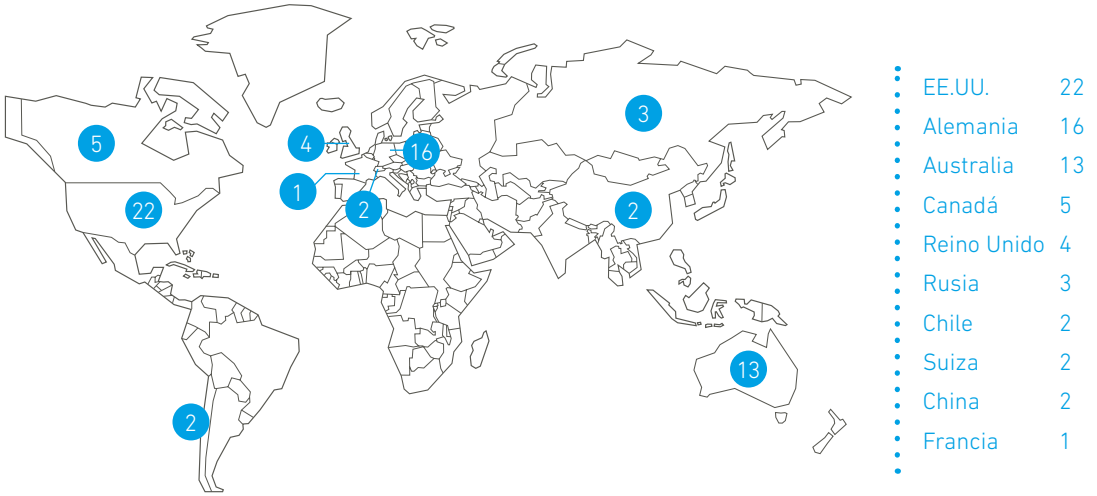 3
5
4
16
1
2
22
2
13
2
EE.UU. 22
Alemania 16
Australia 13
Canadá 5
Reino Unido 4
Rusia 3
Chile 2
Suiza 2
China 2
Francia 1